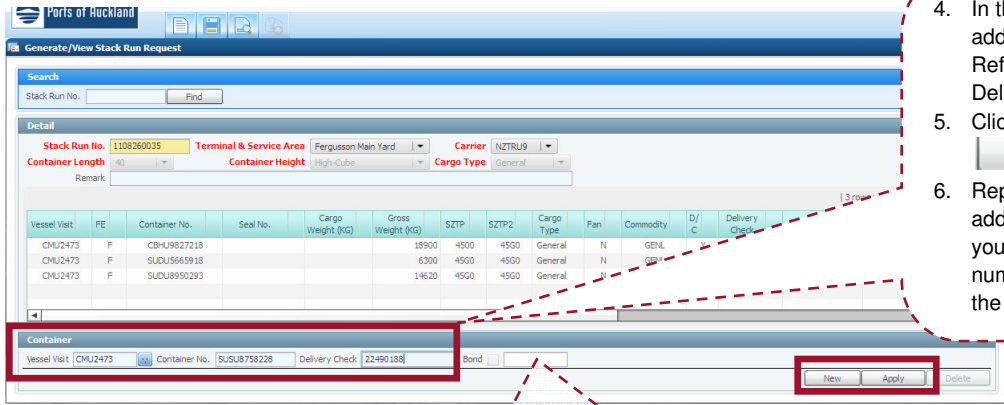 Ports of Auckland
Generate/View Stack Run Request
Search
Stack Run No. Find
Detail
Stack Run No. 1108260035 Terminal & Service Area Fergusson Main Yard Carrier NZTRU9
Container Length 40 Container Height High-Cube Cargo Type General
Remark
3 rows
Vessel Visit FE Container No. Seal No. Cargo Weight (KG) Gross Weight (KG) SZTP SZTP2 Cargo Type Fan Commodity D/C Delivery Check
CMU2473 F CBHU9827218 18900 4500 45G0 General N GENL Y
CMU2473 F SUDU5665918 6300 45G0 45G0 General N GENL
CMU2473 F SUDU8950293 14620 45G0 45G0 General N
Container
Vessel Visit CMU2473 Container No. SUSU8758228 Delivery Check 22490188 Bond
New Apply Delete
4. In th
add
Ref
Del
5. Clic
6. Rep
add
you
num
the